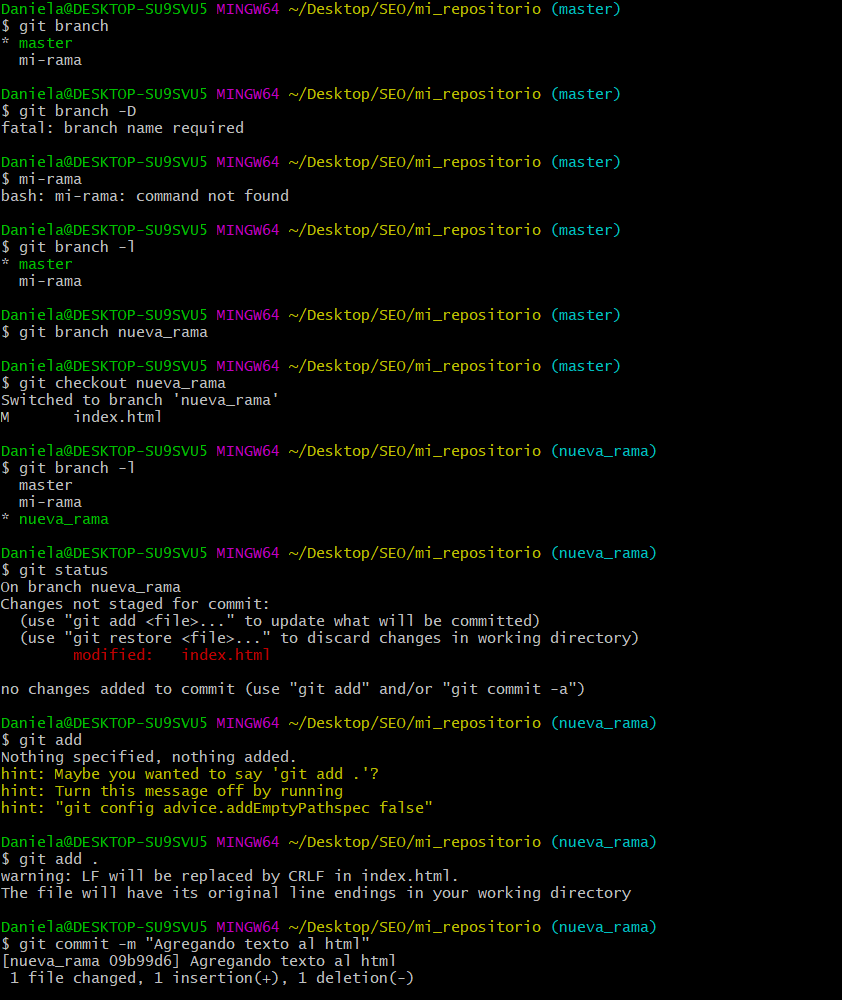 Daniela@DESKTOP-SU9SVU5 MINGW64 ~/Desktop/SEO/mi_repositorio (master)
$ git branch
* master
  mi-rama

Daniela@DESKTOP-SU9SVU5 MINGW64 ~/Desktop/SEO/mi_repositorio (master)
$ git branch -D
fatal: branch name required

Daniela@DESKTOP-SU9SVU5 MINGW64 ~/Desktop/SEO/mi_repositorio (master)
$ mi-rama
bash: mi-rama: command not found

Daniela@DESKTOP-SU9SVU5 MINGW64 ~/Desktop/SEO/mi_repositorio (master)
$ git branch -l
* master
  mi-rama

Daniela@DESKTOP-SU9SVU5 MINGW64 ~/Desktop/SEO/mi_repositorio (master)
$ git branch nueva_rama

Daniela@DESKTOP-SU9SVU5 MINGW64 ~/Desktop/SEO/mi_repositorio (master)
$ git checkout nueva_rama
Switched to branch 'nueva_rama'
M       index.html

Daniela@DESKTOP-SU9SVU5 MINGW64 ~/Desktop/SEO/mi_repositorio (nueva_rama)
$ git branch -l
  master
  mi-rama
* nueva_rama

Daniela@DESKTOP-SU9SVU5 MINGW64 ~/Desktop/SEO/mi_repositorio (nueva_rama)
$ git status
On branch nueva_rama
Changes not staged for commit:
  (use "git add <file>..." to update what will be committed)
  (use "git restore <file>..." to discard changes in working directory)
        modified:   index.html

no changes added to commit (use "git add" and/or "git commit -a")

Daniela@DESKTOP-SU9SVU5 MINGW64 ~/Desktop/SEO/mi_repositorio (nueva_rama)
$ git add
Nothing specified, nothing added.
hint: Maybe you wanted to say 'git add .'?
hint: Turn this message off by running
hint: "git config advice.addEmptyPathspec false"

Daniela@DESKTOP-SU9SVU5 MINGW64 ~/Desktop/SEO/mi_repositorio (nueva_rama)
$ git add .
warning: LF will be replaced by CRLF in index.html.
The file will have its original line endings in your working directory

Daniela@DESKTOP-SU9SVU5 MINGW64 ~/Desktop/SEO/mi_repositorio (nueva_rama)
$ git commit -m "Agregando texto al html"
[nueva_rama 09b99d6] Agregando texto al html
 1 file changed, 1 insertion(+), 1 deletion(-)